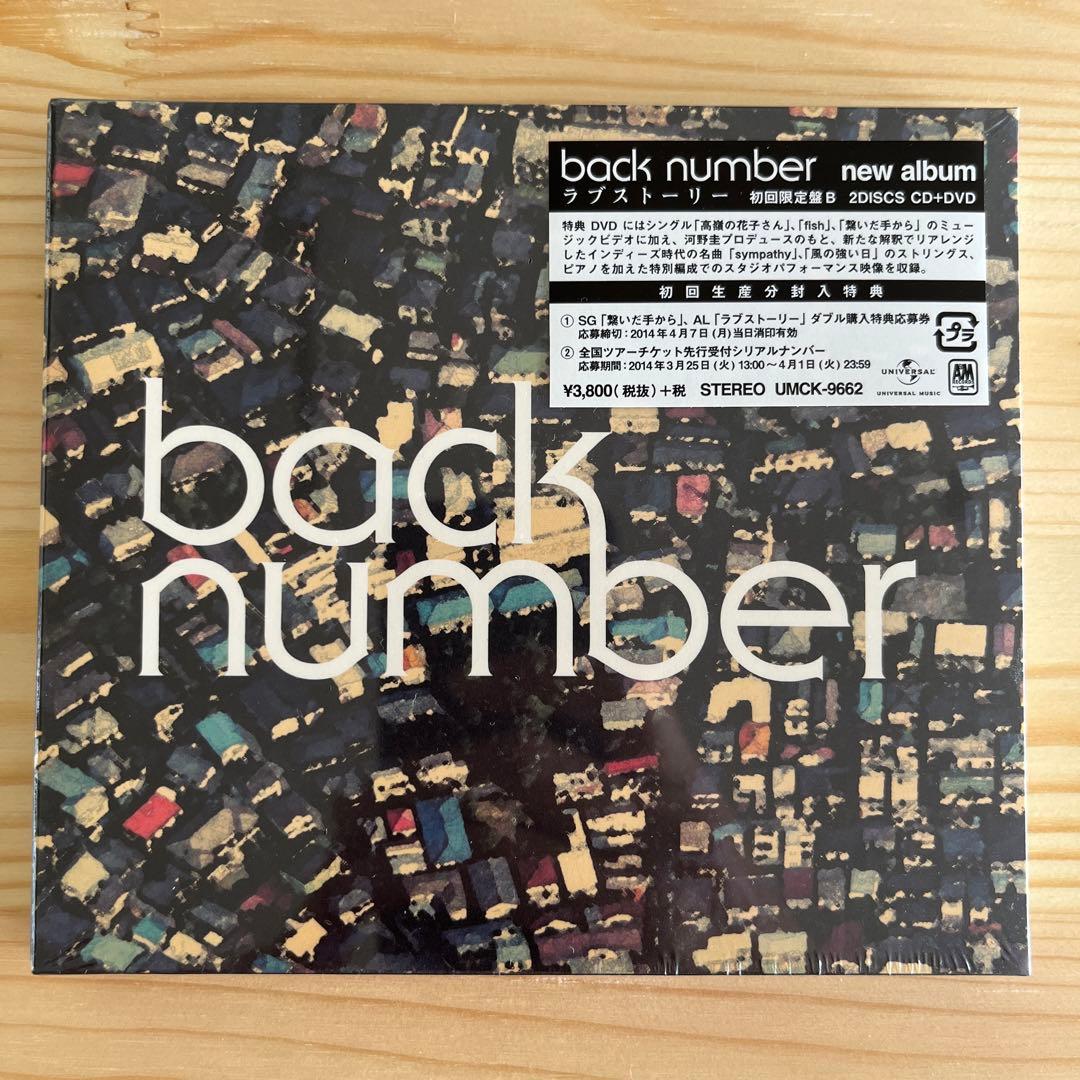 back number new album
ラブストーリー 初回限定盤B 2DISCS CD+DVD
特典 DVD にはシングル「高嶺の花子さん」、「fish」、「繋いだ手から」のミュー
ジックビデオに加え、河野圭プロデュースのもと、新たな解釈でリアレンジ
したインディーズ時代の名曲「sympathy」、「風の強い日」のストリングス、
ピアノを加えた特別編成でのスタジオパフォーマンス映像を収録。
初回生産分封入特典
① SG「繋いだ手から」、AL「ラブストーリー」ダブル購入特典応募券
応募締切:2014年4月7日(月)当日消印有効
② 全国ツアーチケット先行受付シリアルナンバー
応募期間:2014年3月25日(火)13:00〜4月1日(火)23:59
¥3,800(税抜)+税 STEREO UMCK-9662
プラ
UNIVERSAL
UNIVERSAL MUSIC
A&M
RECORDS
back
number